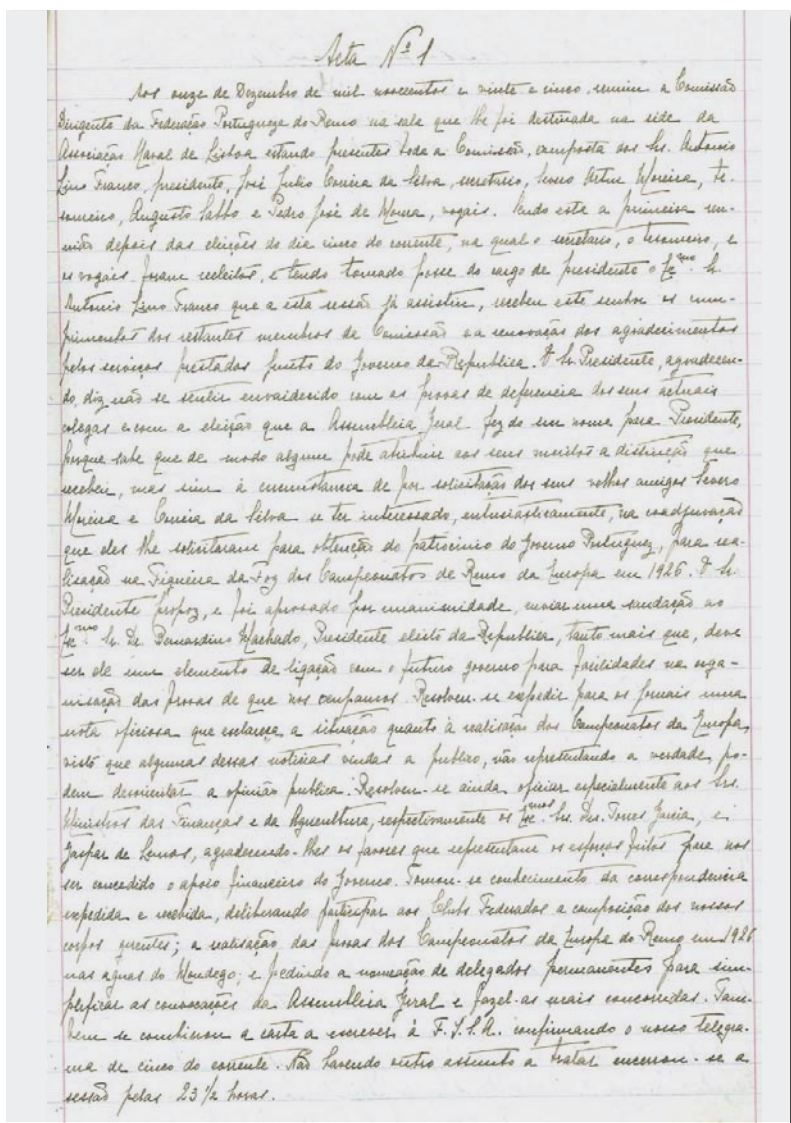 Acta Nº 1
Aos onze de Dezembro de mil novecentos e vinte e cinco, reuniu a Comissão
Dirigente da Federação Portugueza do Remo na sala que lhe foi destinada na séde da
Associação Naval de Lisboa estando presentes toda a Comissão, composta dos Srs. Antonio
Lino Franco, presidente, José Julio Correia da Silva, secretario, Severo Artur Moreira, te-
soureiro, Augusto Sabbo e Pedro José de Moura, vogais. Sendo esta a primeira reu-
nião depois das eleições do dia cinco do corrente, na qual o secretario, o tesoureiro, e
os vogais foram reeleitos, e tendo tomado posse do cargo de presidente o Exmo. Sr.
Antonio Lino Franco que a esta sessão já assistiu, recebeu este senhor os cum-
primentos dos restantes membros da Comissão e a renovação dos agradecimentos
pelos serviços prestados junto do Governo da Republica. O Sr. Presidente, agradecen-
do, diz não se sentir envaidecido com as provas de deferencia dos seus actuais
colegas e com a eleição que a Assembleia Geral fez do seu nome para Presidente,
porque sabe que de modo algum pode atribuir aos seus meritos a distinção que
recebeu, mas sim à circumstancia de por solicitação dos seus velhos amigos Severo
Moreira e Correia da Silva se ter interessado, entusiasticamente, na coadjuvação
que eles lhe solicitaram para obtenção do patrocinio do Governo Portuguez, para rea-
lisação na Figueira da Foz dos Campeonatos de Remo da Europa em 1926. O Sr.
Presidente propoz, e foi aprovado por unanimidade, enviar uma saudação ao
Exmo. Sr. Dr. Bernardino Machado, Presidente eleito da Republica, tanto mais que, deve
ser ele um elemento de ligação com o futuro governo para facilidades na orga-
nisação das provas de que nos ocupamos. Resolveu-se expedir para os jornais uma
nota oficiosa que esclareça a situação quanto à realisação dos Campeonatos da Europa,
visto que algumas dessas noticias vindas a publico, não representando a verdade, po-
dem desorientar a opinião publica. Resolveu-se ainda oficiar especialmente aos Srs.
Ministros das Finanças e da Agricultura, respectivamente os Exmos. Srs. Drs. Torres Garcia, e
Gaspar de Lemos, agradecendo-lhes os favores que representam os esforços feitos para nos
ser concedido o apoio financeiro do Governo. Tomou-se conhecimento da correspondencia
expedida e recebida, deliberando participar aos Clubs Federados a composição dos nossos
corpos gerentes; a realisação das provas dos Campeonatos da Europa do Remo em 1926
nas aguas do Mondego; e pedindo a nomeação de delegados permanentes para sim-
plificar as convocações da Assembleia Geral e fazel-as mais concorridas. Tam-
bem se combinou a carta a escrever à F.I.S.A. confirmando o nosso telegra-
ma de cinco do corrente. Não havendo outro assunto a tratar encerrou-se a
sessão pelas 23 1/2 horas.